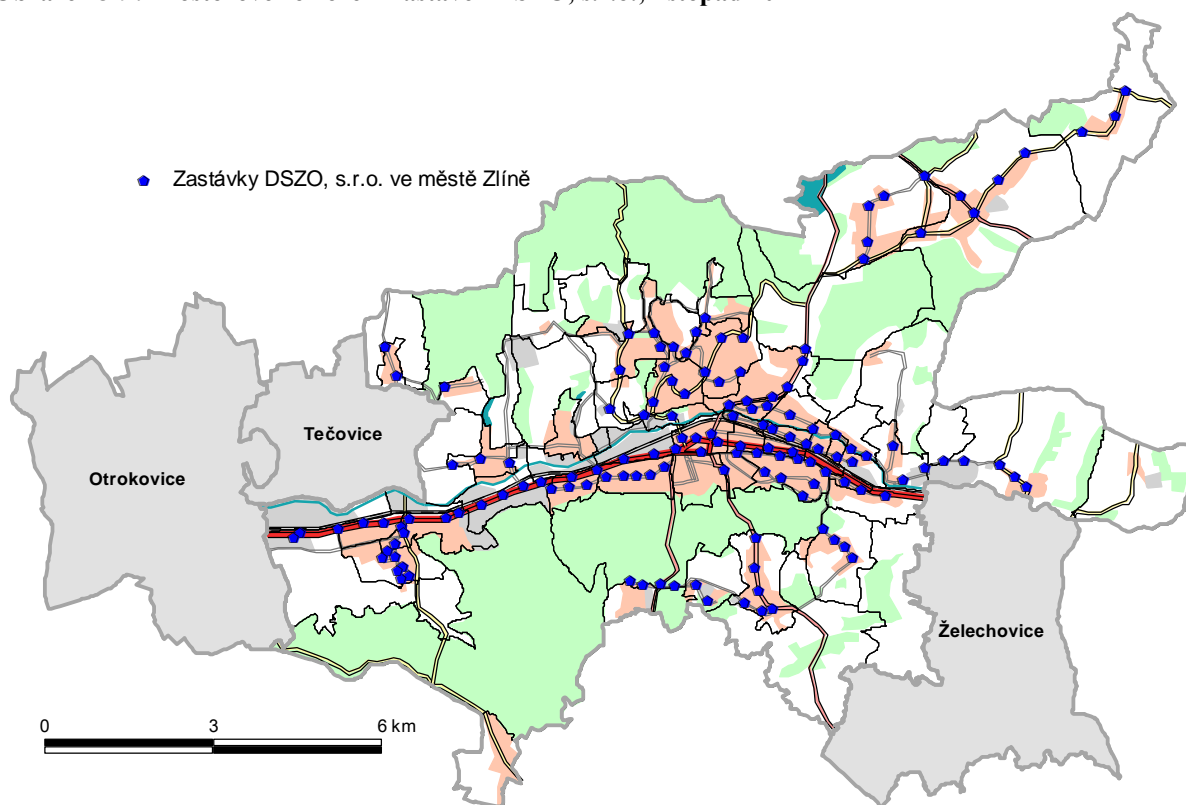 Zastávky DSZO, s.r.o. ve městě Zlíně
Tečovice
Otrokovice
Želechovice
0 3 6 km